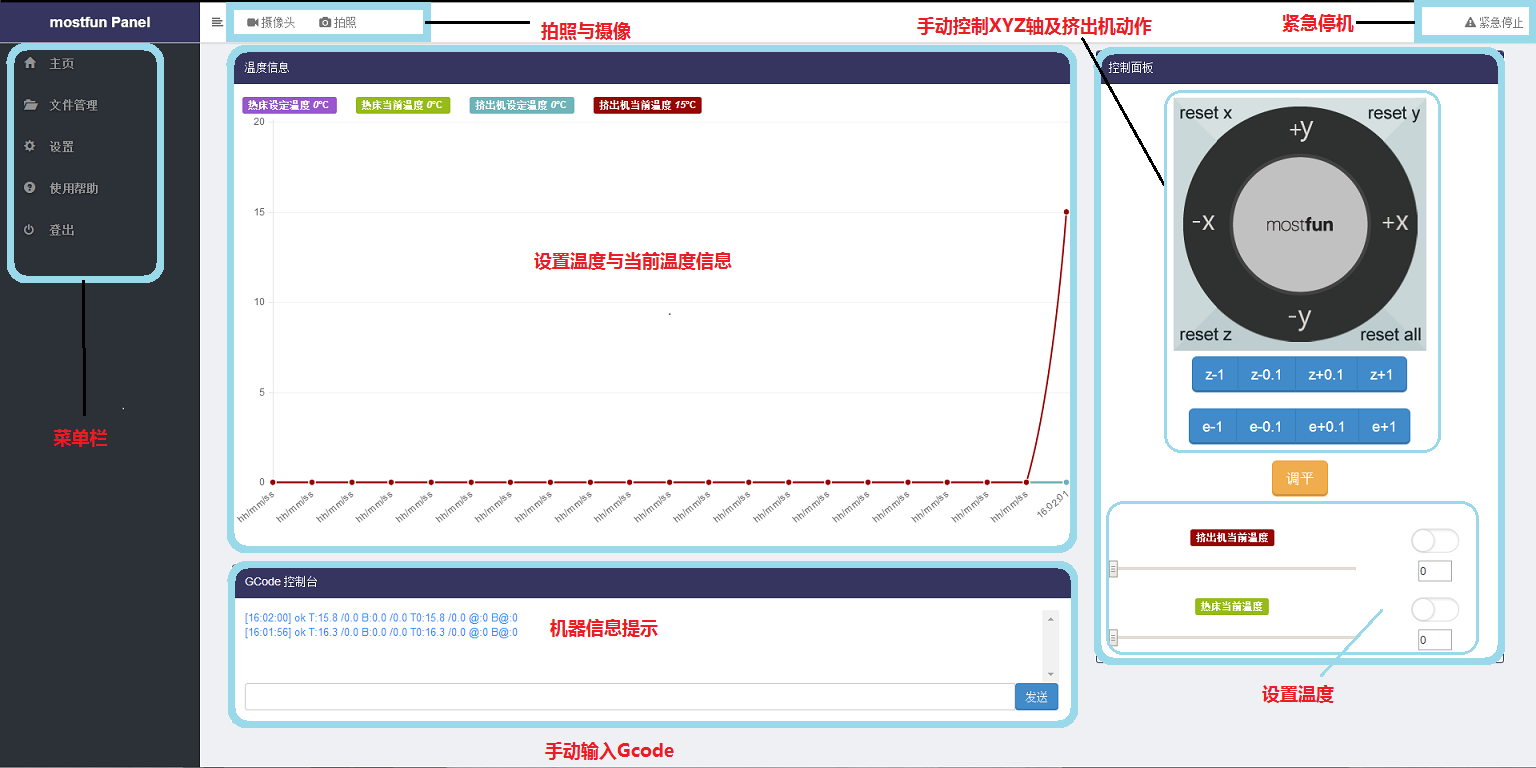 mostfun Panel
摄像头
拍照
拍照与摄像
手动控制XYZ轴及挤出机动作
紧急停机
紧急停止
主页
文件管理
设置
使用帮助
登出
菜单栏
温度信息
热床设定温度 0℃
热床当前温度 0℃
挤出机设定温度 0℃
挤出机当前温度 15℃
20
15
10
5
0
设置温度与当前温度信息
hh/mm/ss hh/mm/ss hh/mm/ss hh/mm/ss hh/mm/ss hh/mm/ss hh/mm/ss hh/mm/ss hh/mm/ss hh/mm/ss hh/mm/ss hh/mm/ss hh/mm/ss hh/mm/ss hh/mm/ss hh/mm/ss hh/mm/ss hh/mm/ss hh/mm/ss hh/mm/ss 16:02:01
GCode 控制台
[16:02:00] ok T:15.8 /0.0 B:0.0 /0.0 T0:15.8 /0.0 @:0 B@:0
[16:01:56] ok T:16.3 /0.0 B:0.0 /0.0 T0:16.3 /0.0 @:0 B@:0
机器信息提示
发送
手动输入Gcode
控制面板
reset x
reset y
+y
-x
mostfun
+x
-y
reset z
reset all
z-1 z-0.1 z+0.1 z+1
e-1 e-0.1 e+0.1 e+1
调平
挤出机当前温度
0
热床当前温度
0
设置温度